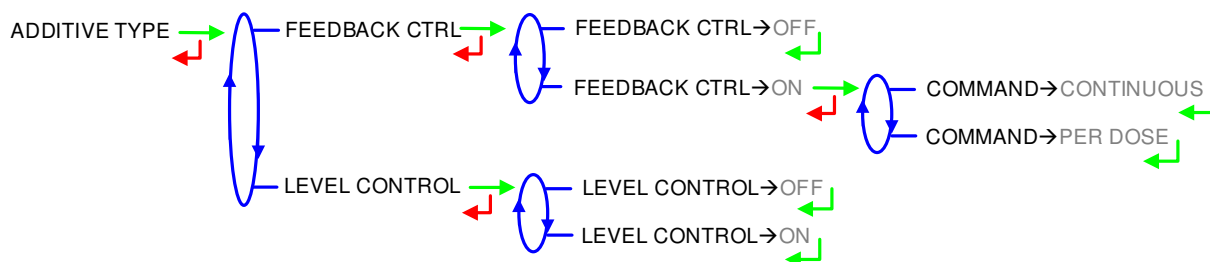 ADDITIVE TYPE
FEEDBACK CTRL
FEEDBACK CTRL→OFF
FEEDBACK CTRL→ON
COMMAND→CONTINUOUS
COMMAND→PER DOSE
LEVEL CONTROL
LEVEL CONTROL→OFF
LEVEL CONTROL→ON